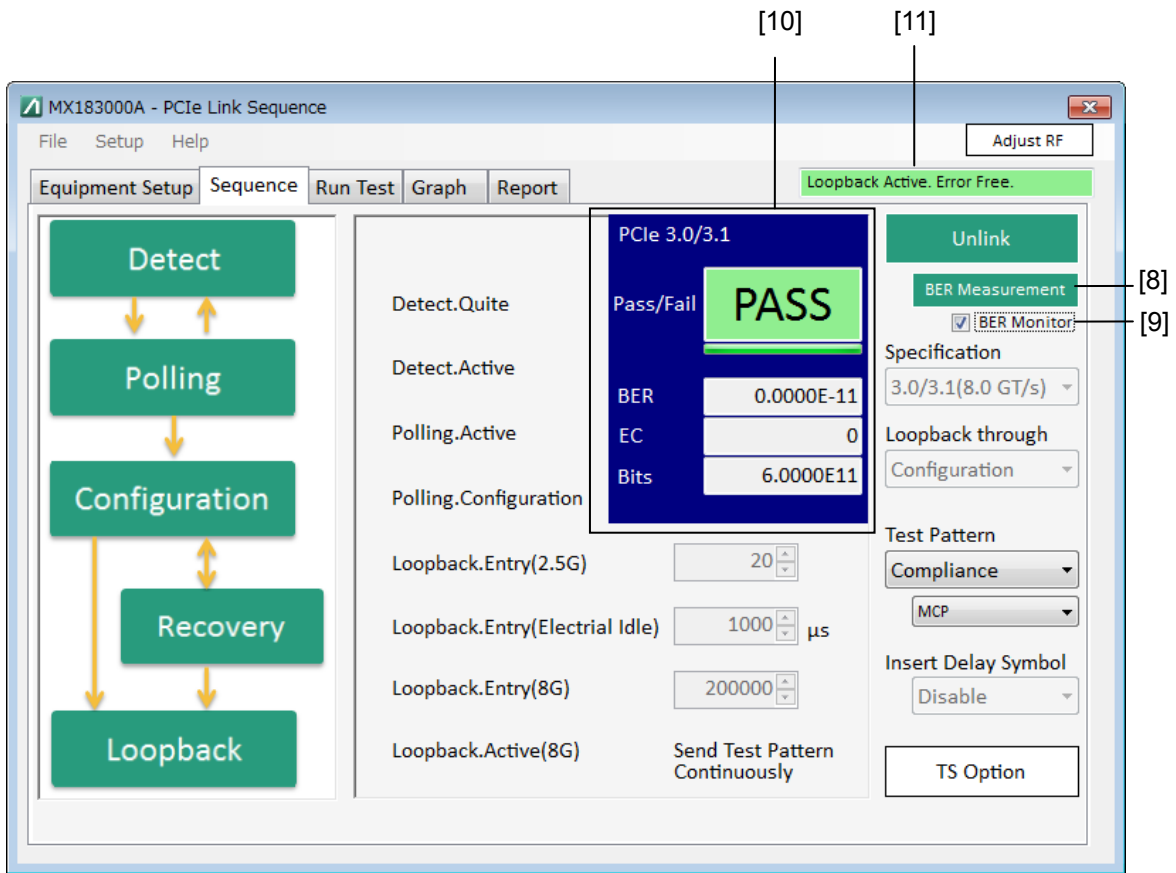 [10]
[11]
MX183000A - PCIe Link Sequence
File Setup Help
Adjust RF
Equipment Setup Sequence Run Test Graph Report
Loopback Active. Error Free.
Detect
Polling
Configuration
Recovery
Loopback
Detect.Quite
Detect.Active
Polling.Active
Polling.Configuration
Loopback.Entry(2.5G)
20
Loopback.Entry(Electrial Idle)
1000 µs
Loopback.Entry(8G)
200000
Loopback.Active(8G)
Send Test Pattern
Continuously
PCIe 3.0/3.1
Pass/Fail PASS
BER 0.0000E-11
EC 0
Bits 6.0000E11
Unlink
BER Measurement
[8]
BER Monitor
[9]
Specification
3.0/3.1(8.0 GT/s)
Loopback through
Configuration
Test Pattern
Compliance
MCP
Insert Delay Symbol
Disable
TS Option